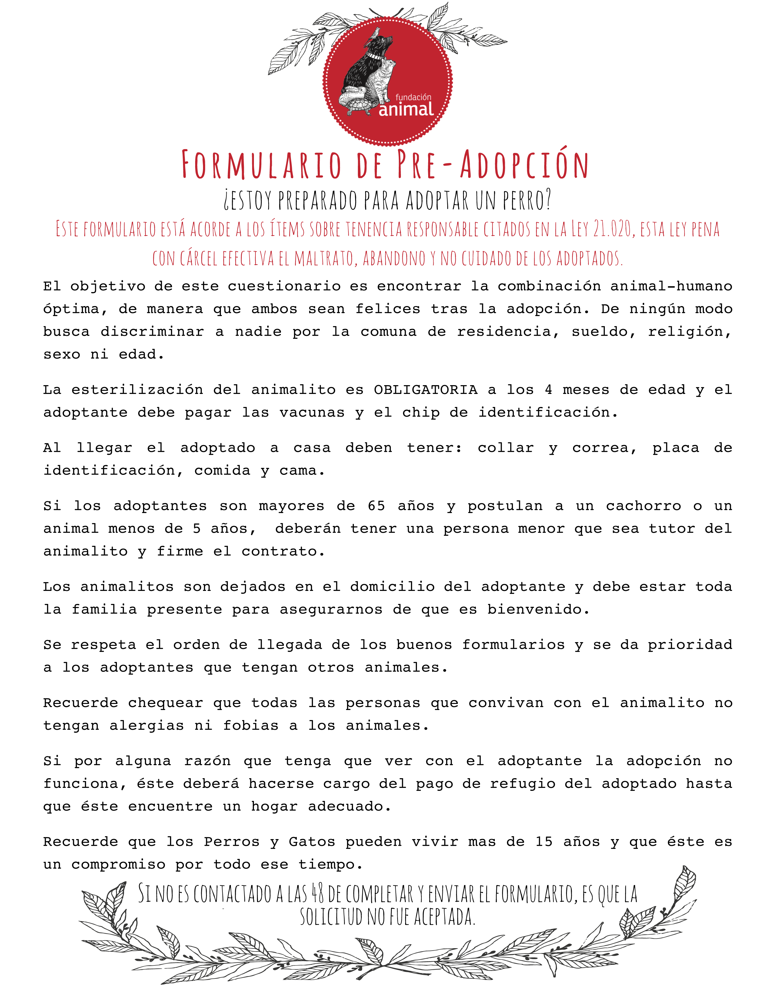 fundación
animal
Formulario de Pre-Adopción
¿Estoy preparado para adoptar un perro?
Este formulario está acorde a los ítems sobre tenencia responsable citados en la Ley 21.020, esta ley pena
con cárcel efectiva el maltrato, abandono y no cuidado de los adoptados.
El objetivo de este cuestionario es encontrar la combinación animal-humano
óptima, de manera que ambos sean felices tras la adopción. De ningún modo
busca discriminar a nadie por la comuna de residencia, sueldo, religión,
sexo ni edad.
La esterilización del animalito es OBLIGATORIA a los 4 meses de edad y el
adoptante debe pagar las vacunas y el chip de identificación.
Al llegar el adoptado a casa deben tener: collar y correa, placa de
identificación, comida y cama.
Si los adoptantes son mayores de 65 años y postulan a un cachorro o un
animal menos de 5 años, deberán tener una persona menor que sea tutor del
animalito y firme el contrato.
Los animalitos son dejados en el domicilio del adoptante y debe estar toda
la familia presente para asegurarnos de que es bienvenido.
Se respeta el orden de llegada de los buenos formularios y se da prioridad
a los adoptantes que tengan otros animales.
Recuerde chequear que todas las personas que convivan con el animalito no
tengan alergias ni fobias a los animales.
Si por alguna razón que tenga que ver con el adoptante la adopción no
funciona, éste deberá hacerse cargo del pago de refugio del adoptado hasta
que éste encuentre un hogar adecuado.
Recuerde que los Perros y Gatos pueden vivir mas de 15 años y que éste es
un compromiso por todo ese tiempo.
Si no es contactado a las 48 de completar y enviar el formulario, es que la
solicitud no fue aceptada.